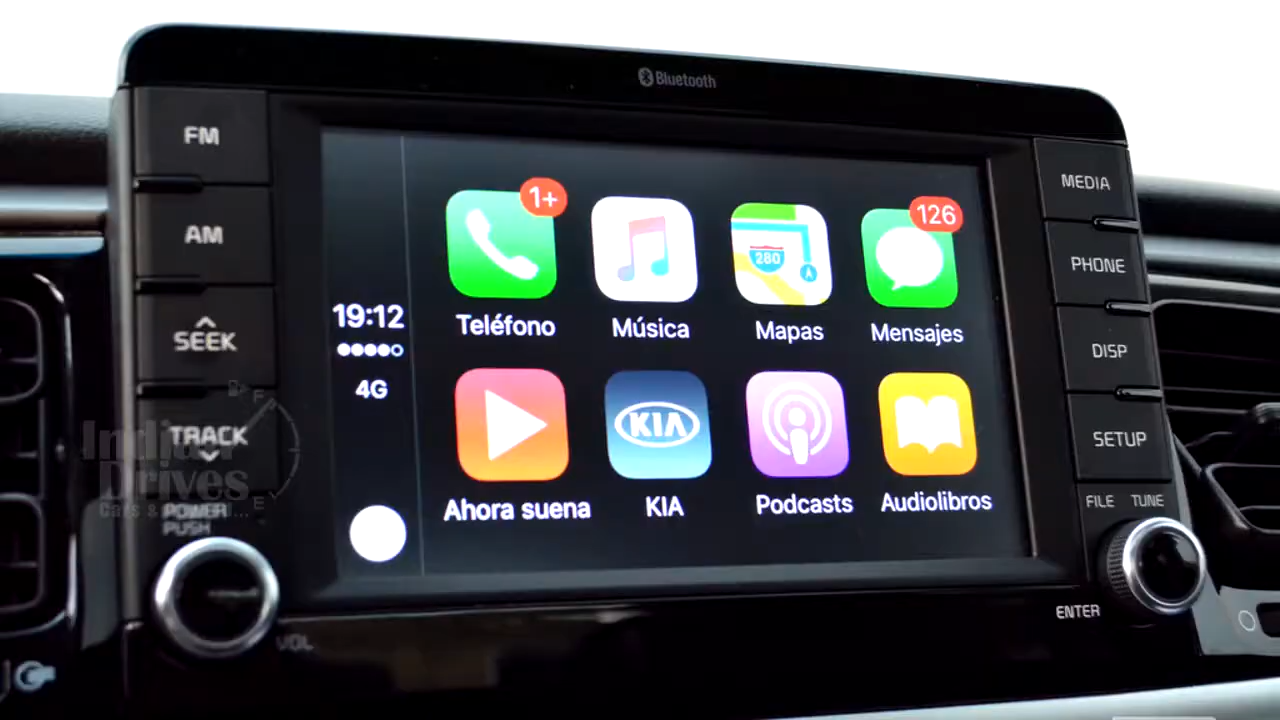 Bluetooth
FM
AM
SEEK
TRACK
POWER
PUSH
VOL
19:12
4G
1+
Teléfono
Música
280
Mapas
126
Mensajes
Ahora suena
KIA
KIA
Podcasts
Audiolibros
MEDIA
PHONE
DISP
SETUP
FILE TUNE
ENTER
Indian
Drives
F
E